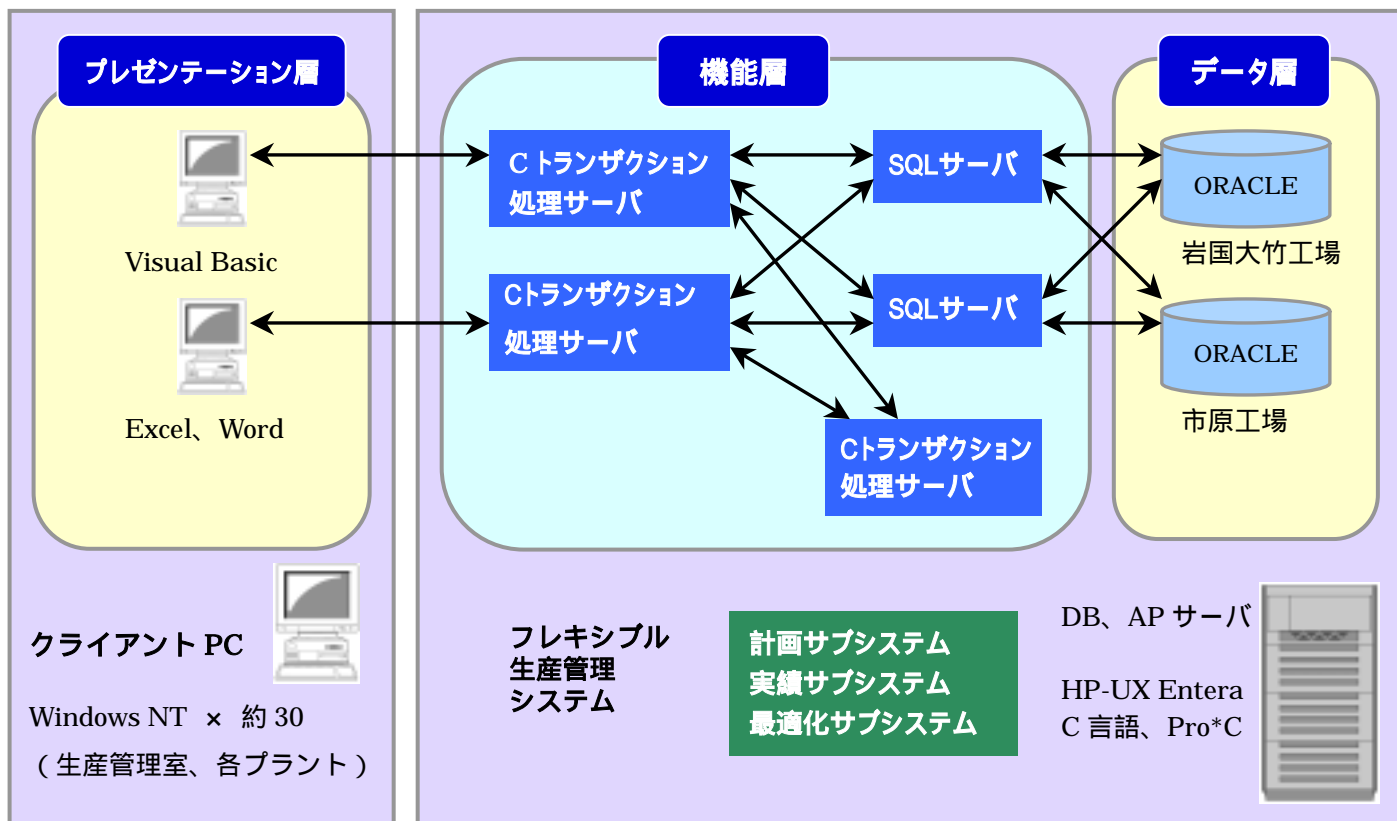 プレゼンテーション層
機能層
データ層
C トランザクション
処理サーバ
SQLサーバ
ORACLE
岩国大竹工場
Visual Basic
Cトランザクション
処理サーバ
SQLサーバ
ORACLE
市原工場
Excel、Word
Cトランザクション
処理サーバ
クライアント PC
Windows NT × 約 30
（生産管理室、各プラント）
フレキシブル
生産管理
システム
計画サブシステム
実績サブシステム
最適化サブシステム
DB、AP サーバ
HP-UX Entera
C 言語、Pro*C